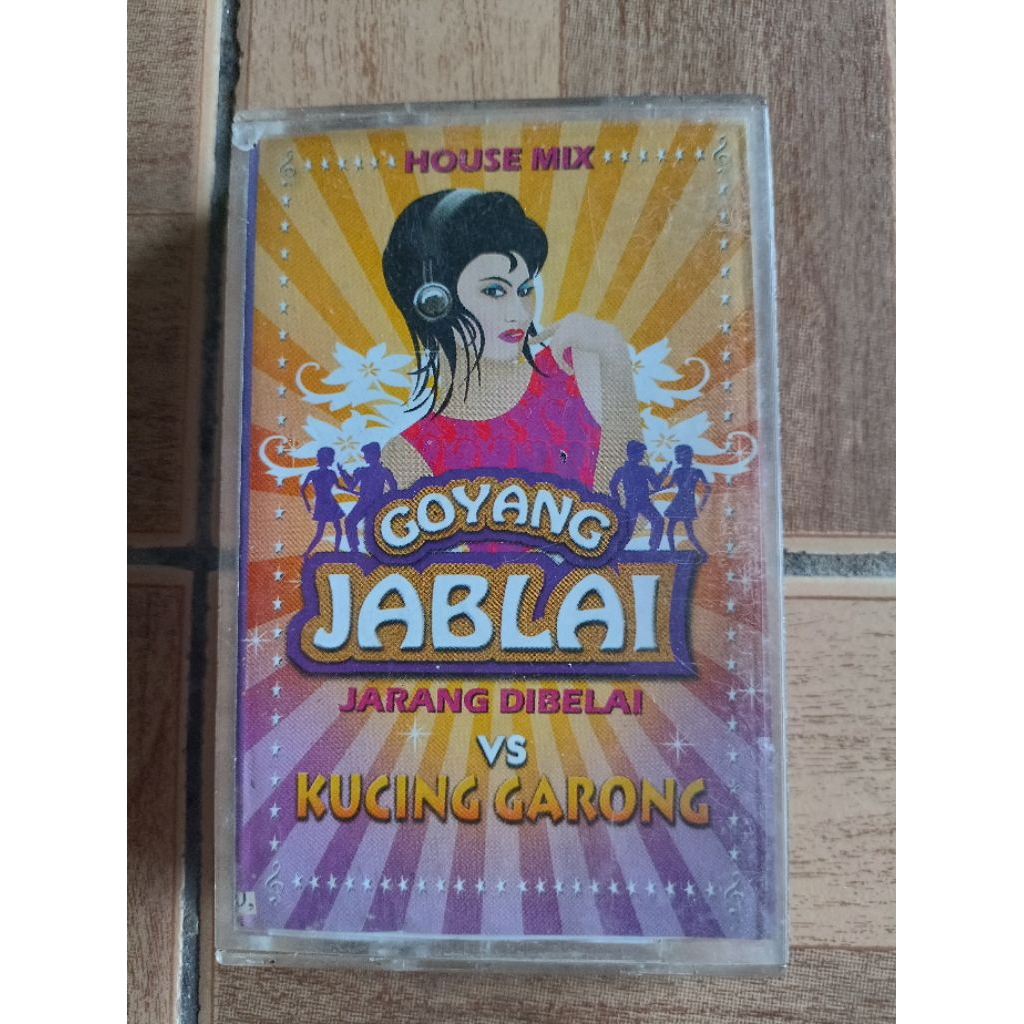 HOUSE MIX
GOYANG
JABLAI
JARANG DIBELAI
VS
KUCING GARONG